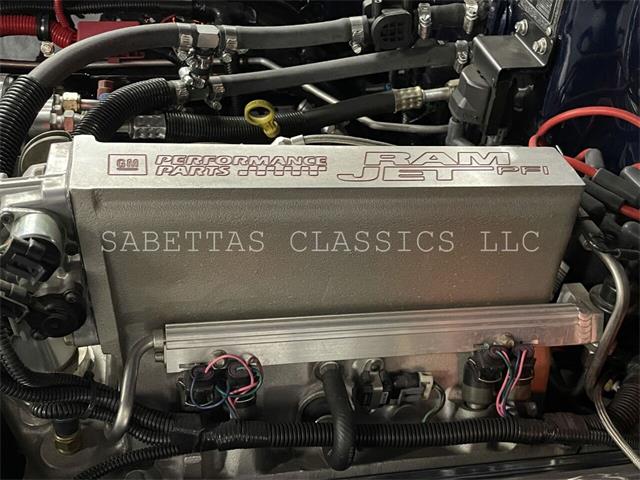 GM PERFORMANCE PARTS RAM JET PFI
SABETTAS CLASSICS LLC